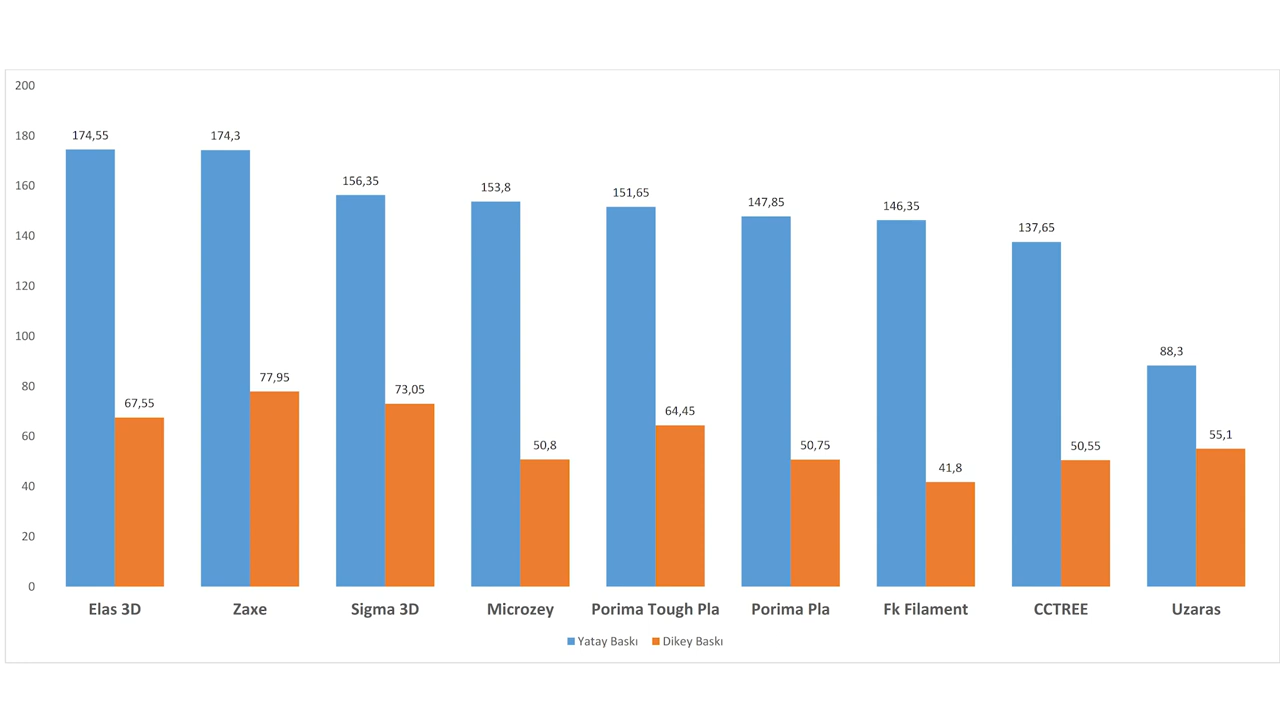 200
180
160
140
120
100
80
60
40
20
0
174,55
67,55
174,3
77,95
156,35
73,05
153,8
50,8
151,65
64,45
147,85
50,75
146,35
41,8
137,65
50,55
88,3
55,1
Elas 3D
Zaxe
Sigma 3D
Microzey
Porima Tough Pla
Porima Pla
Fk Filament
CCTREE
Uzaras
Yatay Baskı
Dikey Baskı